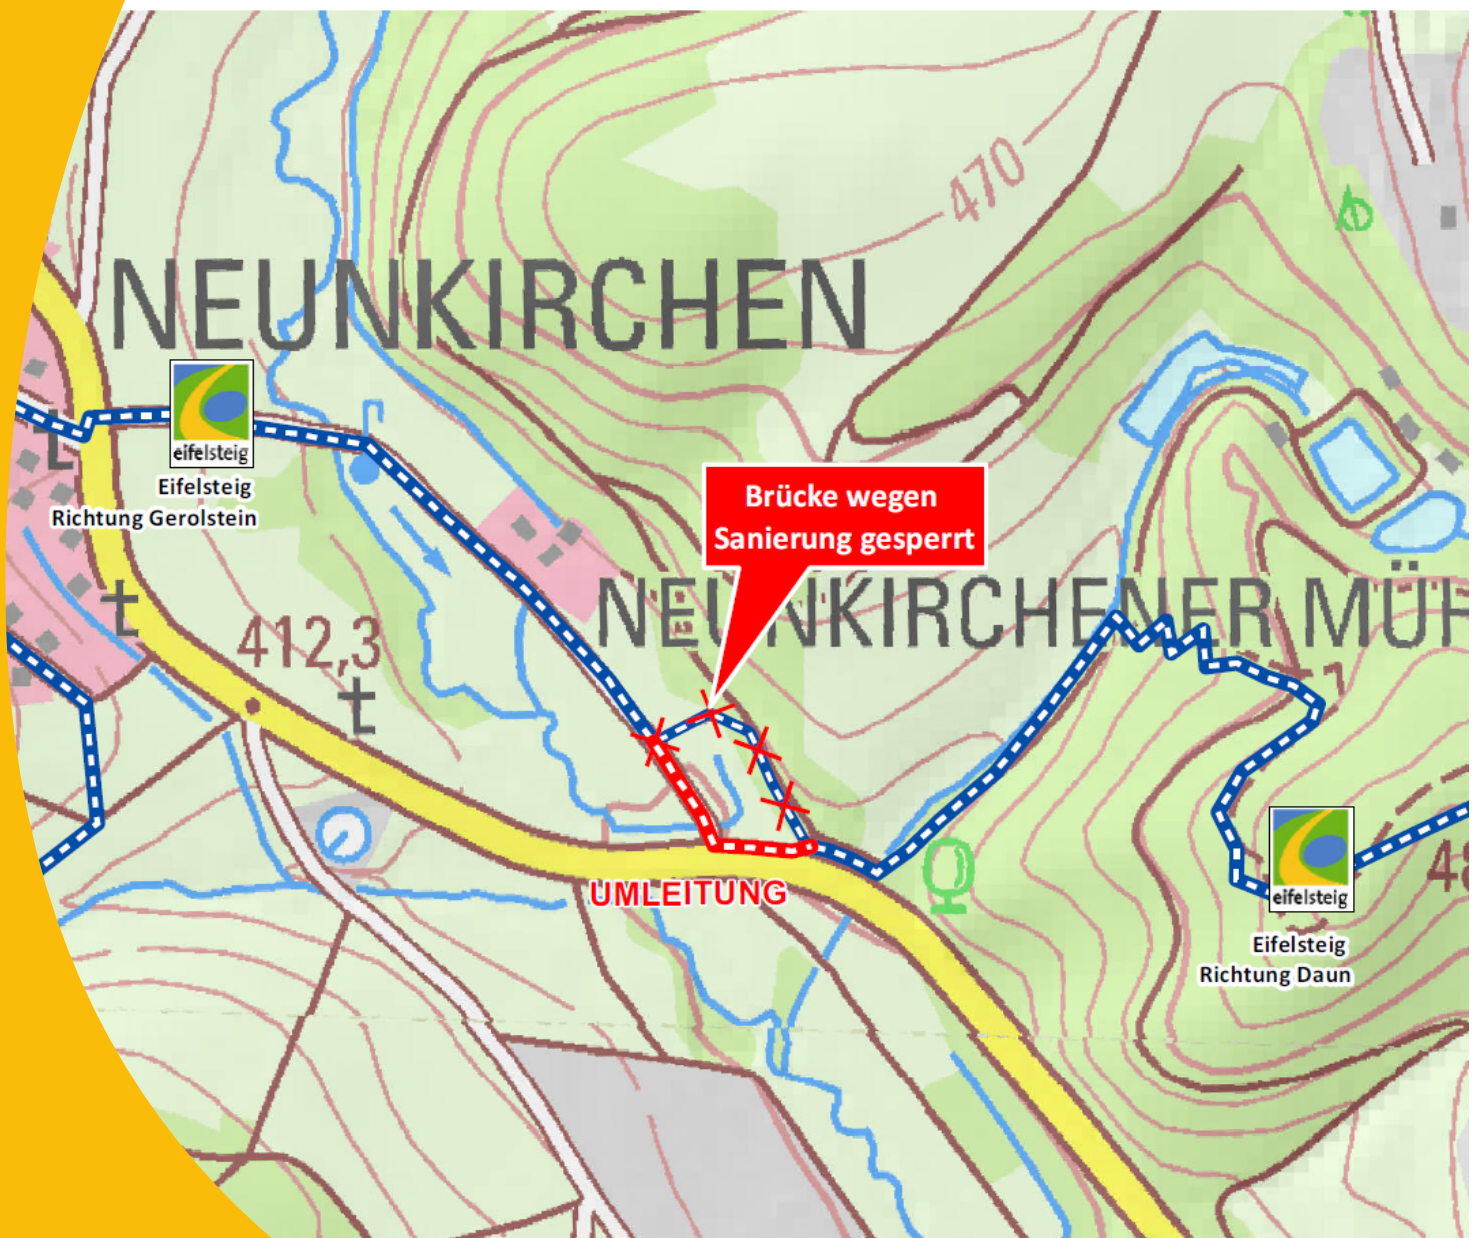 470
NEUNKIRCHEN
eifelsteig
Eifelsteig
Richtung Gerolstein
Brücke wegen
Sanierung gesperrt
NEUNKIRCHENER MÜH
412,3
UMLEITUNG
48
eifelsteig
Eifelsteig
Richtung Daun